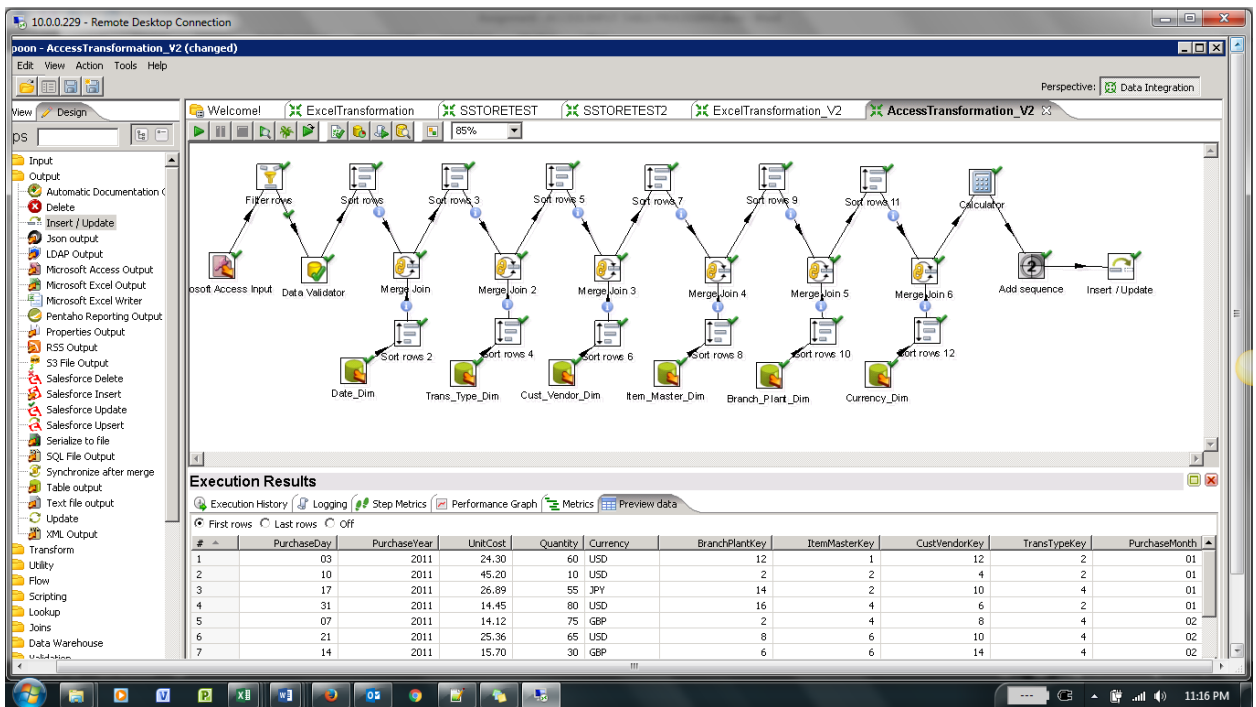 10.0.0.229 - Remote Desktop Connection
poon - AccessTransformation_V2 (changed)
Edit View Action Tools Help
Perspective: Data Integration
View Design
Welcome! ExcelTransformation SSTORETEST SSTORETEST2 ExcelTransformation_V2 AccessTransformation_V2
ps
85%
Input
Output
Automatic Documentation
Delete
Insert / Update
Json output
LDAP Output
Microsoft Access Output
Microsoft Excel Output
Microsoft Excel Writer
Pentaho Reporting Output
Properties Output
RSS Output
S3 File Output
Salesforce Delete
Salesforce Insert
Salesforce Update
Salesforce Upsert
Serialize to file
SQL File Output
Synchronize after merge
Table output
Text file output
Update
XML Output
Transform
Utility
Flow
Scripting
Lookup
Joins
Data Warehouse
Validation
Filter rows Sort rows Sort rows 3 Sort rows 5 Sort rows 7 Sort rows 9 Sort rows 11 Calculator
osoft Access Input Data Validator Merge Join Merge Join 2 Merge Join 3 Merge Join 4 Merge Join 5 Merge Join 6 Add sequence Insert / Update
Sort rows 2 Sort rows 4 Sort rows 6 Sort rows 8 Sort rows 10 Sort rows 12
Date_Dim Trans_Type_Dim Cust_Vendor_Dim Item_Master_Dim Branch_Plant_Dim Currency_Dim
Execution Results
Execution History Logging Step Metrics Performance Graph Metrics Preview data
First rows Last rows Off
# PurchaseDay PurchaseYear UnitCost Quantity Currency BranchPlantKey ItemMasterKey CustVendorKey TransTypeKey PurchaseMonth
1 03 2011 24.30 60 USD 12 1 12 2 01
2 10 2011 45.20 10 USD 2 2 4 2 01
3 17 2011 26.89 55 JPY 14 2 10 4 01
4 31 2011 14.45 80 USD 16 4 6 2 01
5 07 2011 14.12 75 GBP 2 4 8 4 02
6 21 2011 25.36 65 USD 8 6 10 4 02
7 14 2011 15.70 30 GBP 6 6 14 4 02
11:16 PM